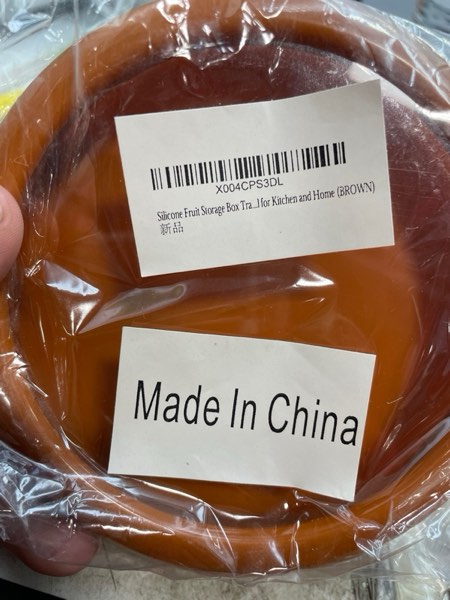 X004CPS3DL
Silicone Fruit Storage Box Tra...l for Kitchen and Home (BROWN)
新品
Made In China